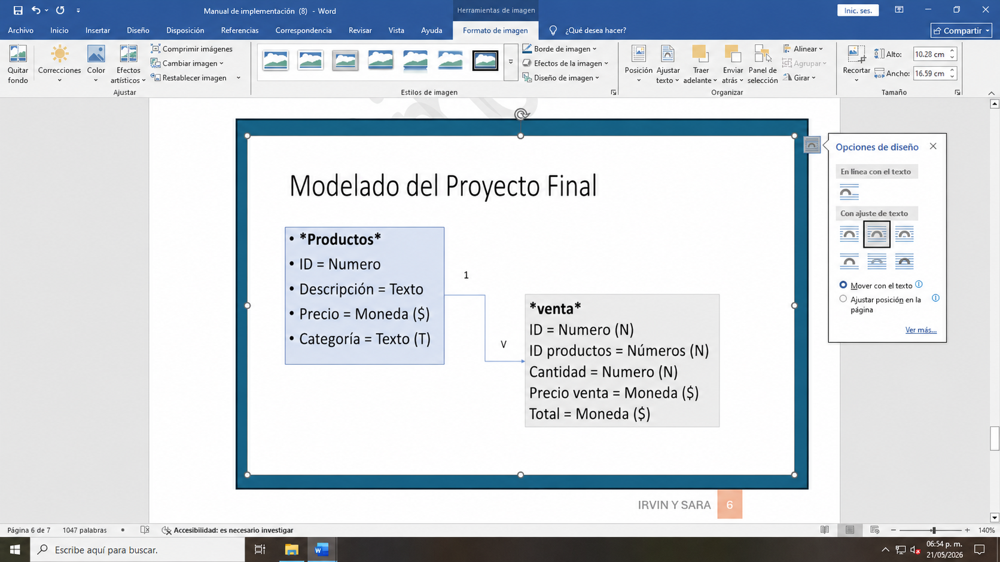 Manual de implementación (8) - Word
Herramientas de imagen
Inic. ses.
Archivo Inicio Insertar Diseño Disposición Referencias Correspondencia Revisar Vista Ayuda Formato de imagen ¿Qué desea hacer? Compartir
Quitar fondo
Correcciones
Color
Efectos artísticos
Comprimir imágenes
Cambiar imagen
Restablecer imagen
Ajustar
Estilos de imagen
Borde de imagen
Efectos de la imagen
Diseño de imagen
Posición
Ajustar texto
Traer adelante
Enviar atrás
Panel de selección
Alinear
Agrupar
Girar
Organizar
Recortar
Alto: 10.28 cm
Ancho: 16.59 cm
Tamaño
Modelado del Proyecto Final
• *Productos*
• ID = Numero
• Descripción = Texto
• Precio = Moneda ($)
• Categoría = Texto (T)
1
V
*venta*
ID = Numero (N)
ID productos = Números (N)
Cantidad = Numero (N)
Precio venta = Moneda ($)
Total = Moneda ($)
Opciones de diseño
En línea con el texto
Con ajuste de texto
Mover con el texto
Ajustar posición en la
página
Ver más...
IRVIN Y SARA 6
Página 6 de 7 1047 palabras Accesibilidad: es necesario investigar 140%
Escribe aquí para buscar.
06:54 p. m.
21/05/2026